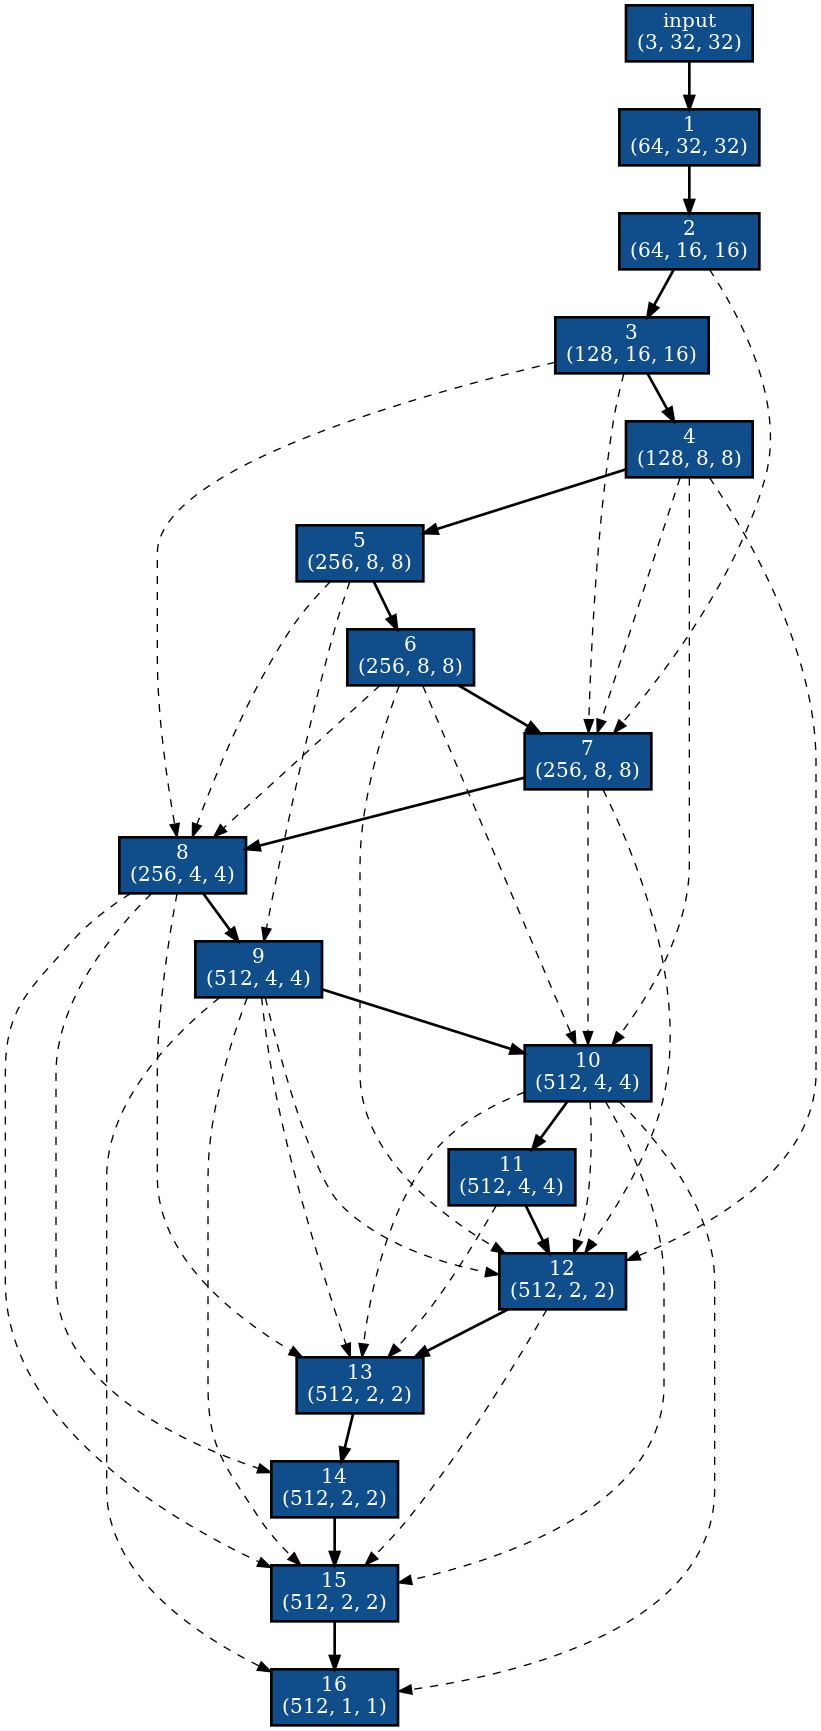 input
(3, 32, 32)
1
(64, 32, 32)
2
(64, 16, 16)
3
(128, 16, 16)
4
(128, 8, 8)
5
(256, 8, 8)
6
(256, 8, 8)
7
(256, 8, 8)
8
(256, 4, 4)
9
(512, 4, 4)
10
(512, 4, 4)
11
(512, 4, 4)
12
(512, 2, 2)
13
(512, 2, 2)
14
(512, 2, 2)
15
(512, 2, 2)
16
(512, 1, 1)